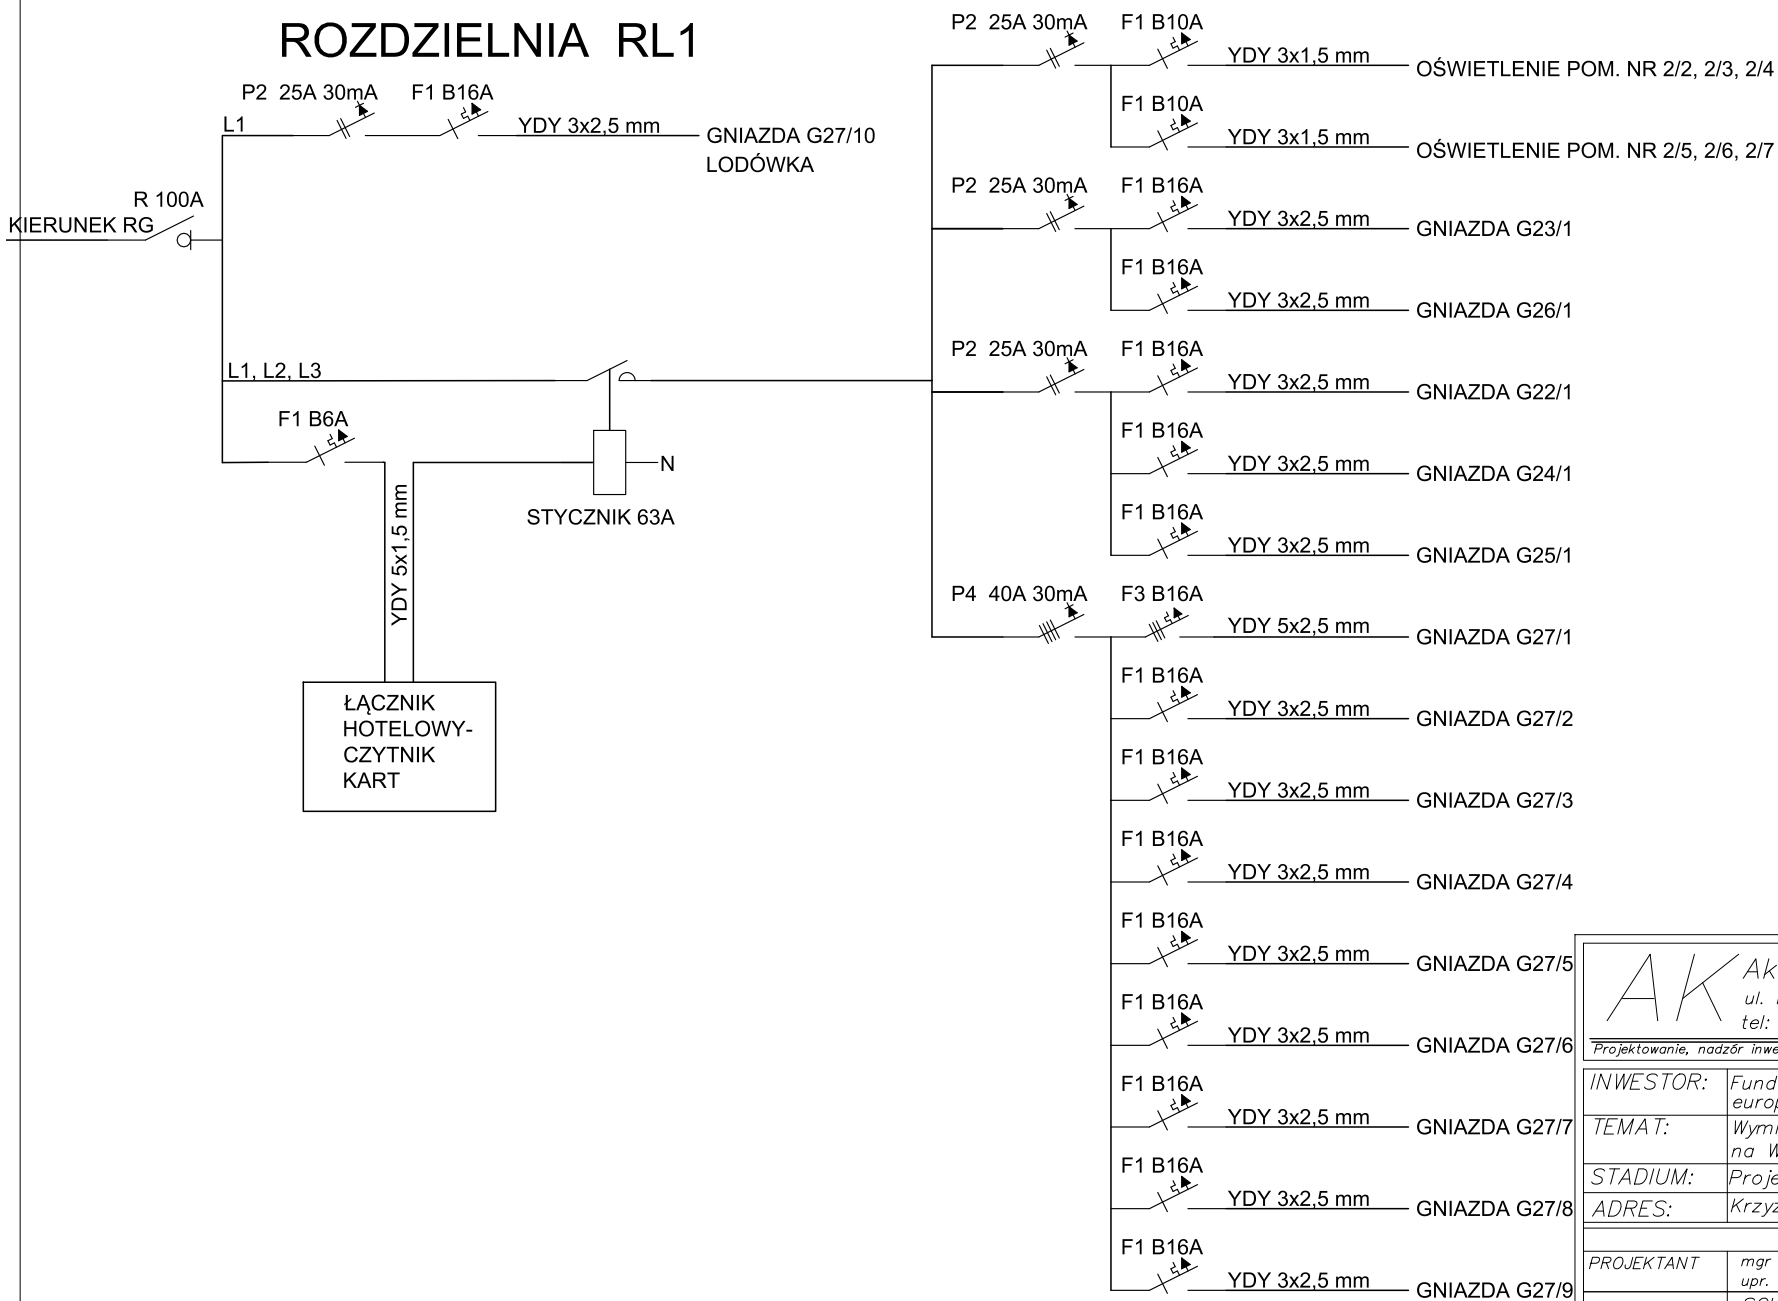 ROZDZIELNIA RL1
P2 25A 30mA F1 B16A
L1 YDY 3x2,5 mm GNIAZDA G27/10
LODÓWKA
R 100A
KIERUNEK RG
L1, L2, L3
F1 B6A
N
STYCZNIK 63A
YDY 5x1,5 mm
ŁĄCZNIK
HOTELOWY-
CZYTNIK
KART
P2 25A 30mA F1 B10A
YDY 3x1,5 mm OŚWIETLENIE POM. NR 2/2, 2/3, 2/4
F1 B10A
YDY 3x1,5 mm OŚWIETLENIE POM. NR 2/5, 2/6, 2/7
P2 25A 30mA F1 B16A
YDY 3x2,5 mm GNIAZDA G23/1
F1 B16A
YDY 3x2,5 mm GNIAZDA G26/1
P2 25A 30mA F1 B16A
YDY 3x2,5 mm GNIAZDA G22/1
F1 B16A
YDY 3x2,5 mm GNIAZDA G24/1
F1 B16A
YDY 3x2,5 mm GNIAZDA G25/1
P4 40A 30mA F3 B16A
YDY 5x2,5 mm GNIAZDA G27/1
F1 B16A
YDY 3x2,5 mm GNIAZDA G27/2
F1 B16A
YDY 3x2,5 mm GNIAZDA G27/3
F1 B16A
YDY 3x2,5 mm GNIAZDA G27/4
F1 B16A
YDY 3x2,5 mm GNIAZDA G27/5
F1 B16A
YDY 3x2,5 mm GNIAZDA G27/6
F1 B16A
YDY 3x2,5 mm GNIAZDA G27/7
F1 B16A
YDY 3x2,5 mm GNIAZDA G27/8
F1 B16A
YDY 3x2,5 mm GNIAZDA G27/9
AK
ul.
tel:
Projektowanie, nadzór
INWESTOR:
TEMAT:
na
STADIUM:
ADRES:
PROJEKTANT mgr
upr.